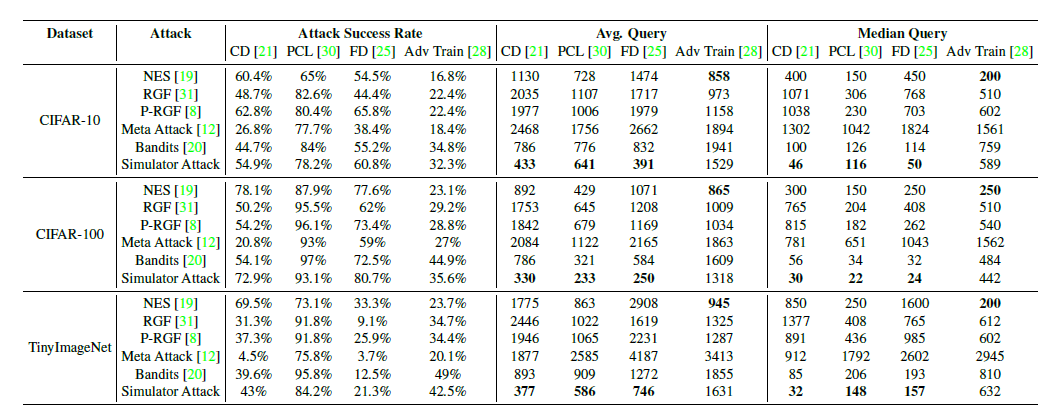 Dataset Attack Attack Success Rate Avg. Query Median Query
CD [21] PCL [30] FD [25] Adv Train [28] CD [21] PCL [30] FD [25] Adv Train [28] CD [21] PCL [30] FD [25] Adv Train [28]
CIFAR-10
NES [19] 60.4% 65% 54.5% 16.8% 1130 728 1474 858 400 150 450 200
RGF [31] 48.7% 82.6% 44.4% 22.4% 2035 1107 1717 973 1071 306 768 510
P-RGF [8] 62.8% 80.4% 65.8% 22.4% 1977 1006 1979 1158 1038 230 703 602
Meta Attack [12] 26.8% 77.7% 38.4% 18.4% 2468 1756 2662 1894 1302 1042 1824 1561
Bandits [20] 44.7% 84% 55.2% 34.8% 786 776 832 1941 100 126 114 759
Simulator Attack 54.9% 78.2% 60.8% 32.3% 433 641 391 1529 46 116 50 589
CIFAR-100
NES [19] 78.1% 87.9% 77.6% 23.1% 892 429 1071 865 300 150 250 250
RGF [31] 50.2% 95.5% 62% 29.2% 1753 645 1208 1009 765 204 408 510
P-RGF [8] 54.2% 96.1% 73.4% 28.8% 1842 679 1169 1034 815 182 262 540
Meta Attack [12] 20.8% 93% 59% 27% 2084 1122 2165 1863 781 651 1043 1562
Bandits [20] 54.1% 97% 72.5% 44.9% 786 321 584 1609 56 34 32 484
Simulator Attack 72.9% 93.1% 80.7% 35.6% 330 233 250 1318 30 22 24 442
TinyImageNet
NES [19] 69.5% 73.1% 33.3% 23.7% 1775 863 2908 945 850 250 1600 200
RGF [31] 31.3% 91.8% 9.1% 34.7% 2446 1022 1619 1325 1377 408 765 612
P-RGF [8] 37.3% 91.8% 25.9% 34.4% 1946 1065 2231 1287 891 436 985 602
Meta Attack [12] 4.5% 75.8% 3.7% 20.1% 1877 2585 4187 3413 912 1792 2602 2945
Bandits [20] 39.6% 95.8% 12.5% 49% 893 909 1272 1855 85 206 193 810
Simulator Attack 43% 84.2% 21.3% 42.5% 377 586 746 1631 32 148 157 632